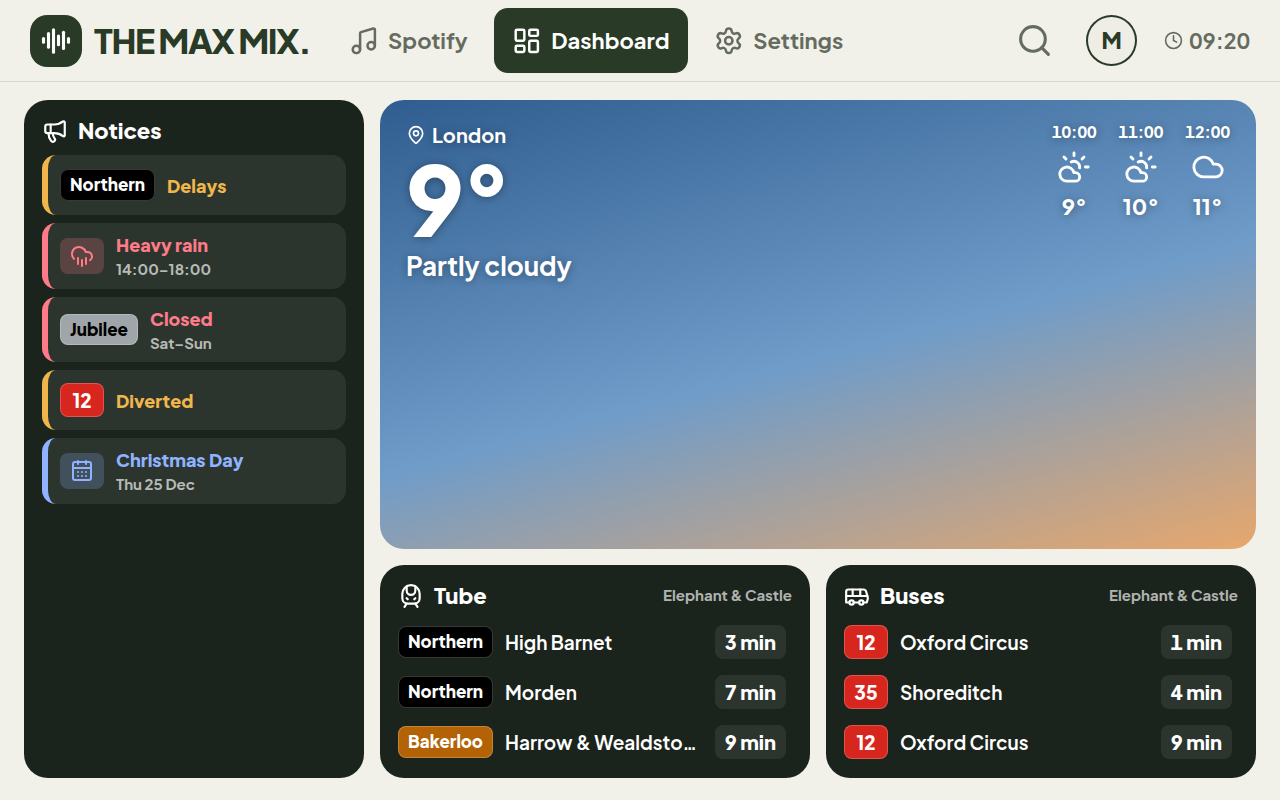 THE MAX MIX.
Spotify
Dashboard
Settings
M
09:20
Notices
Northern Delays
Heavy rain
14:00–18:00
Jubilee Closed
Sat–Sun
12 Diverted
Christmas Day
Thu 25 Dec
London
9°
Partly cloudy
10:00 11:00 12:00
9° 10° 11°
Tube Elephant & Castle
Northern High Barnet 3 min
Northern Morden 7 min
Bakerloo Harrow & Wealdsto... 9 min
Buses Elephant & Castle
12 Oxford Circus 1 min
35 Shoreditch 4 min
12 Oxford Circus 9 min